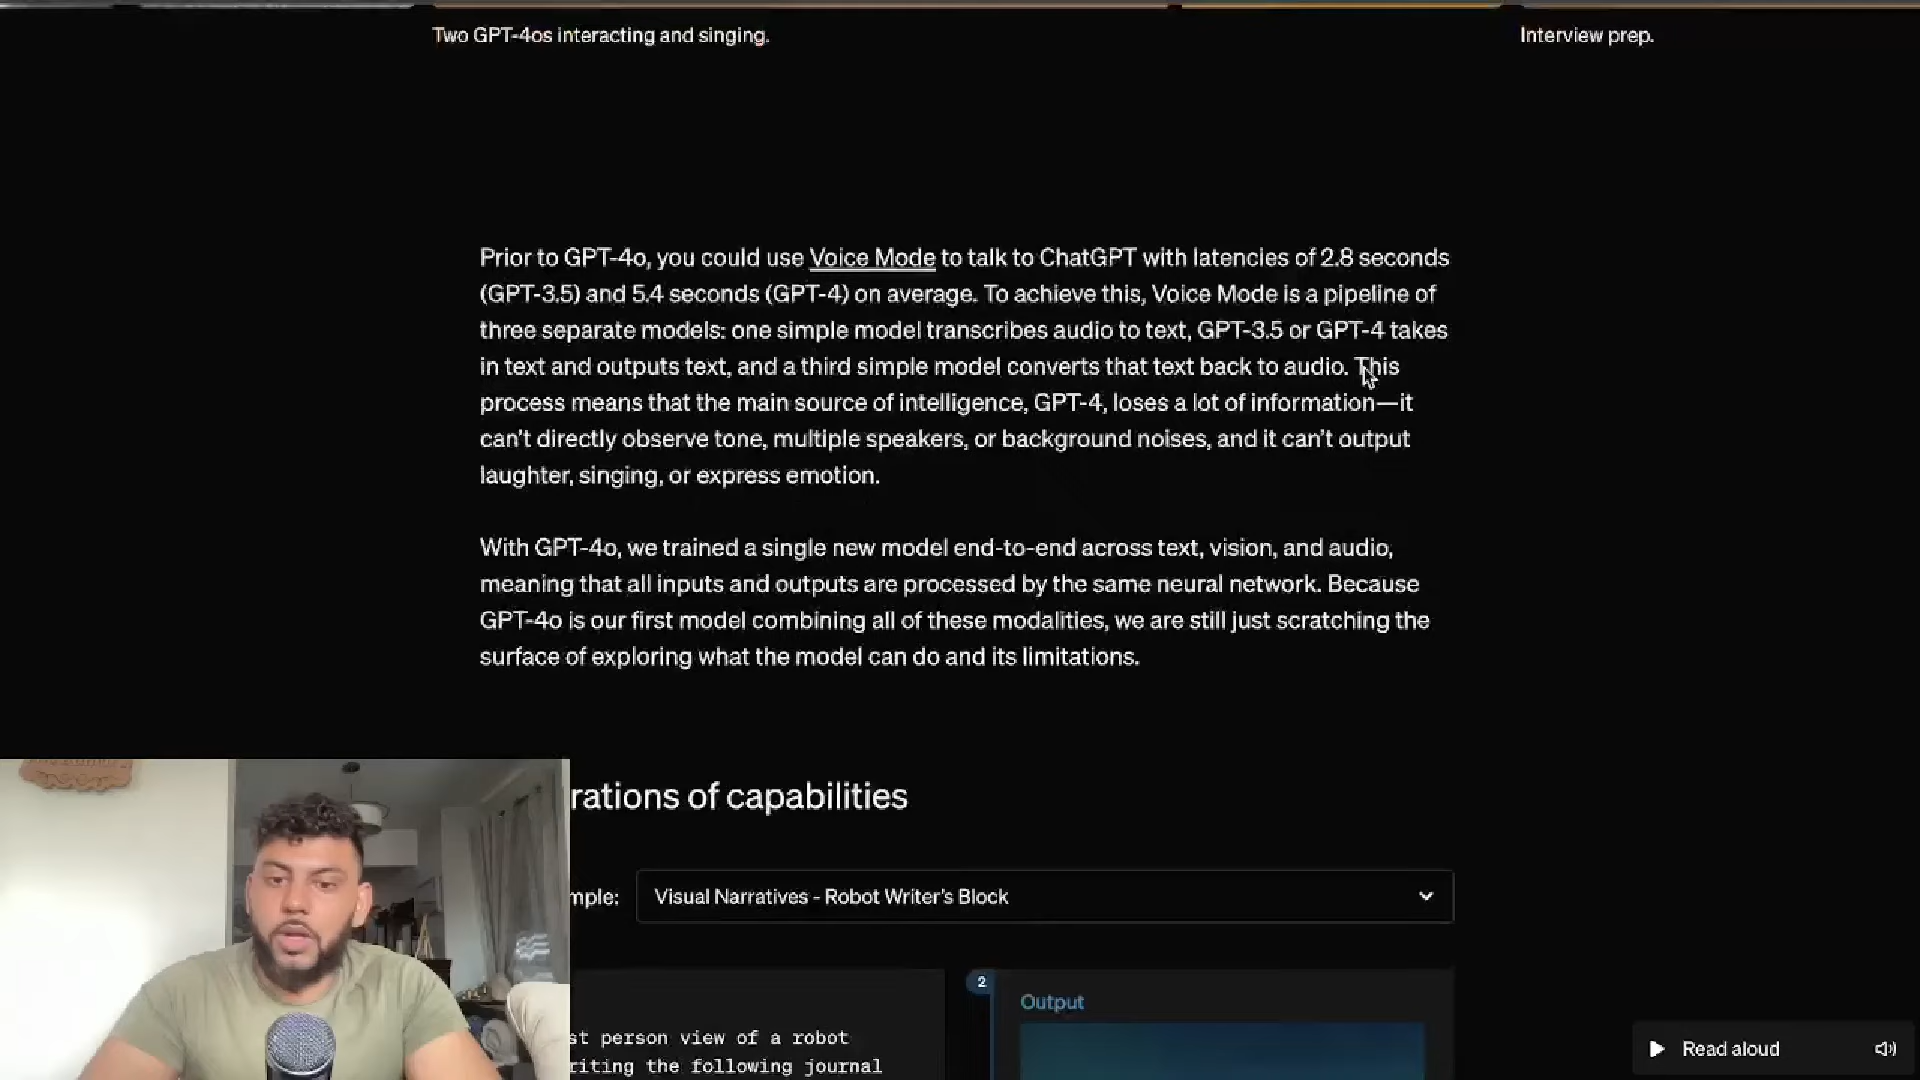 Two GPT-4os interacting and singing.
Interview prep.
Prior to GPT-4o, you could use Voice Mode to talk to ChatGPT with latencies of 2.8 seconds
(GPT-3.5) and 5.4 seconds (GPT-4) on average. To achieve this, Voice Mode is a pipeline of
three separate models: one simple model transcribes audio to text, GPT-3.5 or GPT-4 takes
in text and outputs text, and a third simple model converts that text back to audio. This
process means that the main source of intelligence, GPT-4, loses a lot of information—it
can’t directly observe tone, multiple speakers, or background noises, and it can’t output
laughter, singing, or express emotion.
With GPT-4o, we trained a single new model end-to-end across text, vision, and audio,
meaning that all inputs and outputs are processed by the same neural network. Because
GPT-4o is our first model combining all of these modalities, we are still just scratching the
surface of exploring what the model can do and its limitations.
rations of capabilities
mple:
Visual Narratives - Robot Writer’s Block
2
Output
st person view of a robot
riting the following journal
Read aloud